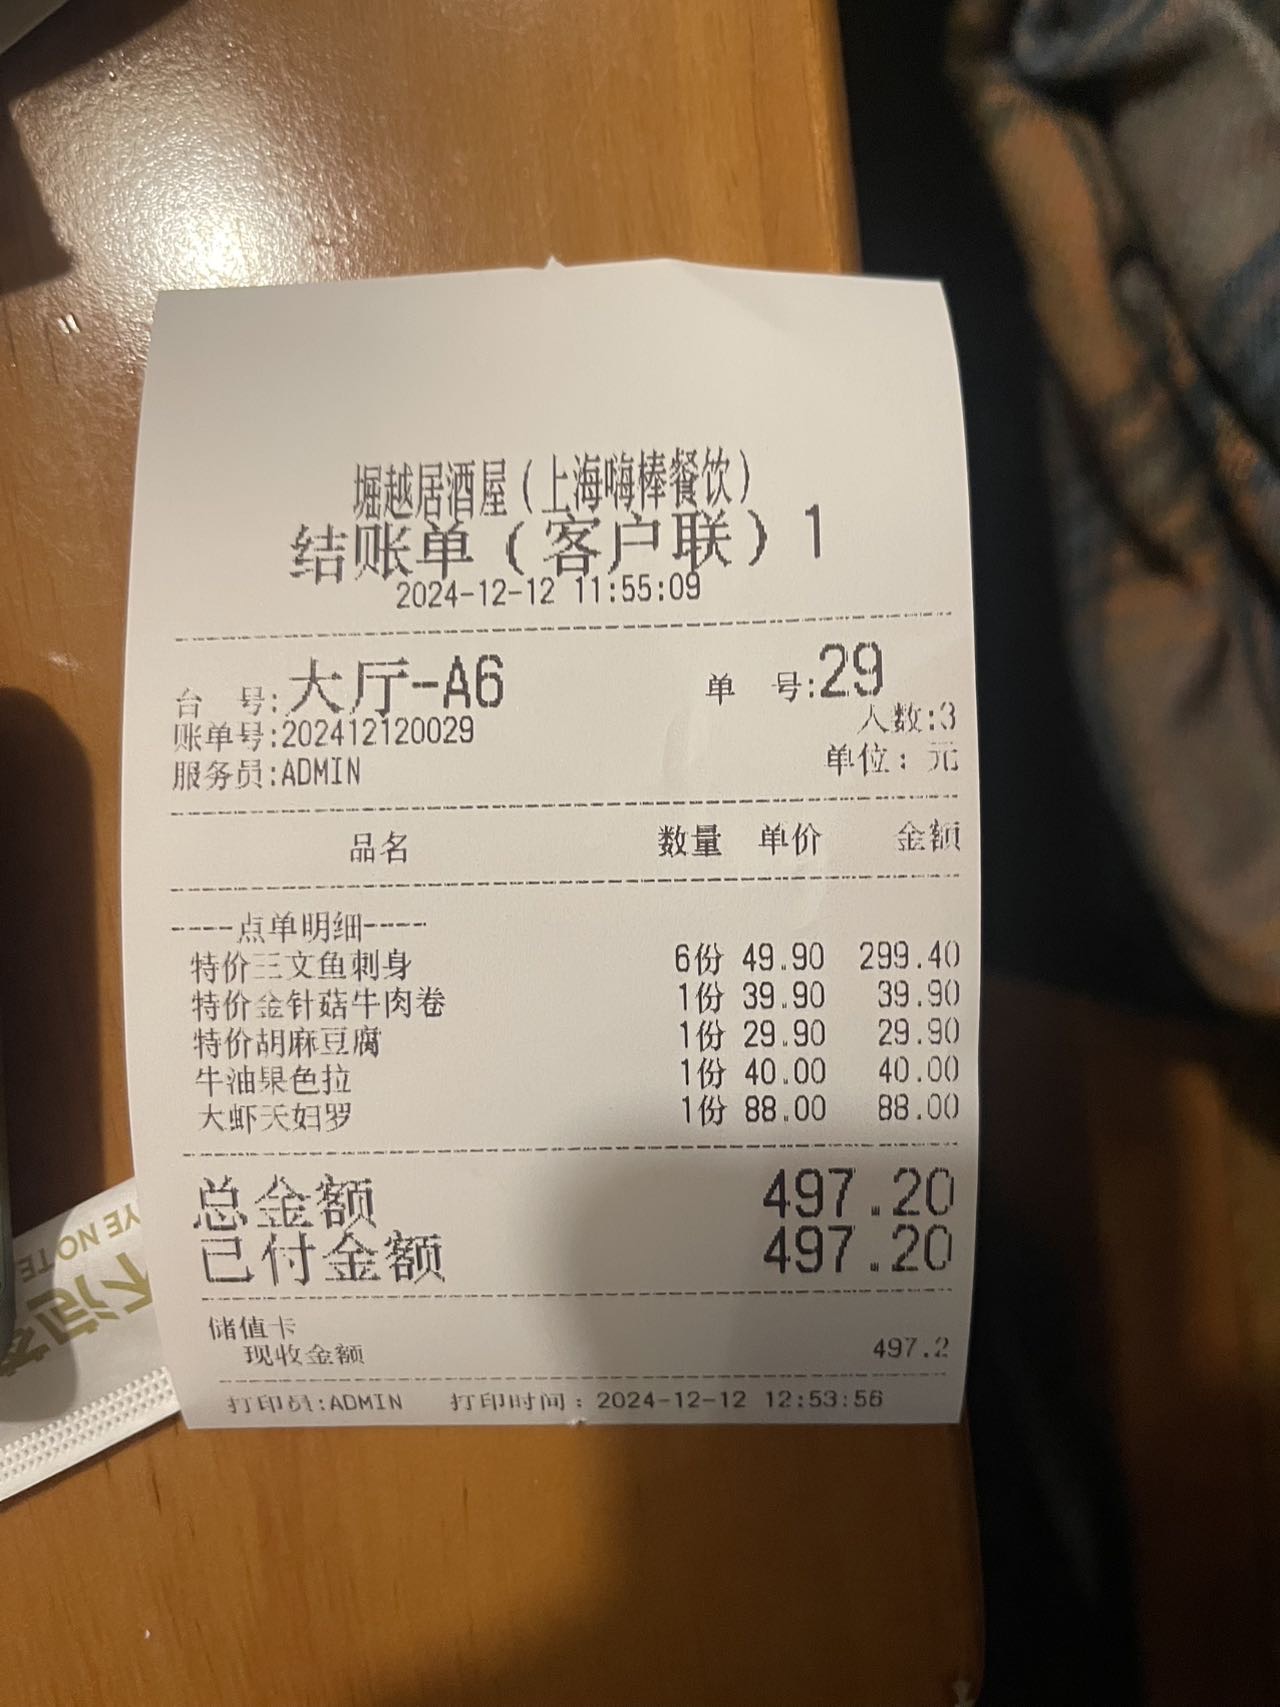 堀越居酒屋(上海嗨棒餐饮)
结账单(客户联)1
2024-12-12 11:55:09
台 号:大厅-A6 单 号:29
人数:3
账单号:202412120029
单位:元
服务员:ADMIN
品名 数量 单价 金额
----点单明细----
特价三文鱼刺身 6份 49.90 299.40
特价金针菇牛肉卷 1份 39.90 39.90
特价胡麻豆腐 1份 29.90 29.90
牛油果色拉 1份 40.00 40.00
大虾天妇罗 1份 88.00 88.00
总金额 497.20
已付金额 497.20
储值卡
现收金额 497.2
打印员:ADMIN 打印时间:2024-12-12 12:53:56
YE NO TE
不问